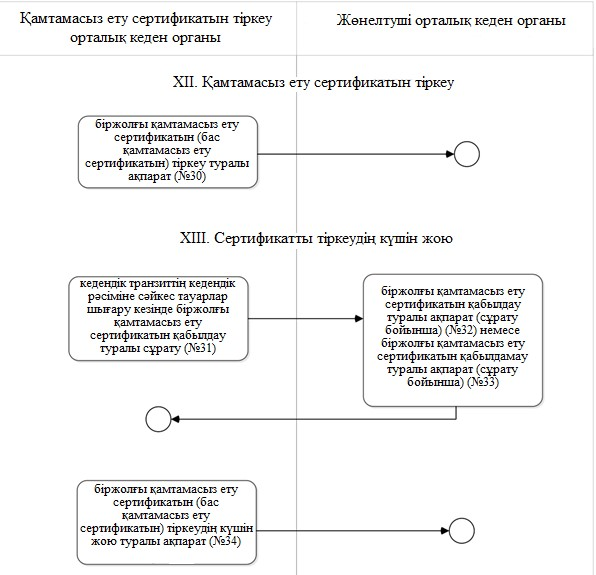 Қамтамасыз ету сертификатын тіркеу
орталық кеден органы
Жөнелтуші орталық кеден органы
XII. Қамтамасыз ету сертификатын тіркеу
біржолғы қамтамасыз ету
сертификатын (бас
қамтамасыз ету
сертификатын) тіркеу туралы
ақпарат (№30)
XIII. Сертификатты тіркеудің күшін жою
кедендік транзиттің кедендік
рәсіміне сәйкес тауарлар
шығару кезінде біржолғы
қамтамасыз ету
сертификатын қабылдау
туралы сұрату (№31)
біржолғы қамтамасыз ету
сертификатын қабылдау
туралы ақпарат (сұрату
бойынша) (№32) немесе
біржолғы қамтамасыз ету
сертификатын қабылдамау
туралы ақпарат (сұрату
бойынша) (№33)
біржолғы қамтамасыз ету
сертификатын (бас
қамтамасыз ету
сертификатын) тіркеудің күшін
жою туралы ақпарат (№34)